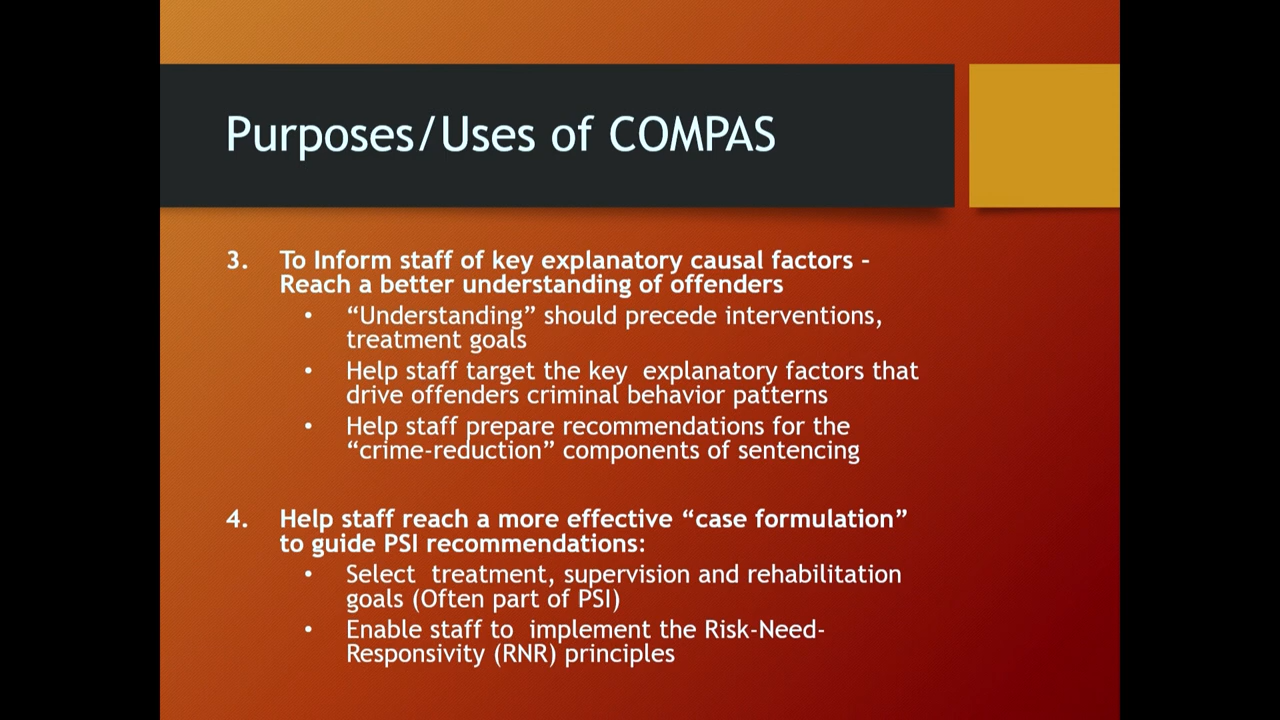 Purposes/Uses of COMPAS
3. To Inform staff of key explanatory causal factors -
Reach a better understanding of offenders
• “Understanding” should precede interventions,
treatment goals
• Help staff target the key  explanatory factors that
drive offenders criminal behavior patterns
• Help staff prepare recommendations for the
“crime-reduction” components of sentencing
4. Help staff reach a more effective “case formulation”
to guide PSI recommendations:
• Select  treatment, supervision and rehabilitation
goals (Often part of PSI)
• Enable staff to  implement the Risk-Need-
Responsivity (RNR) principles